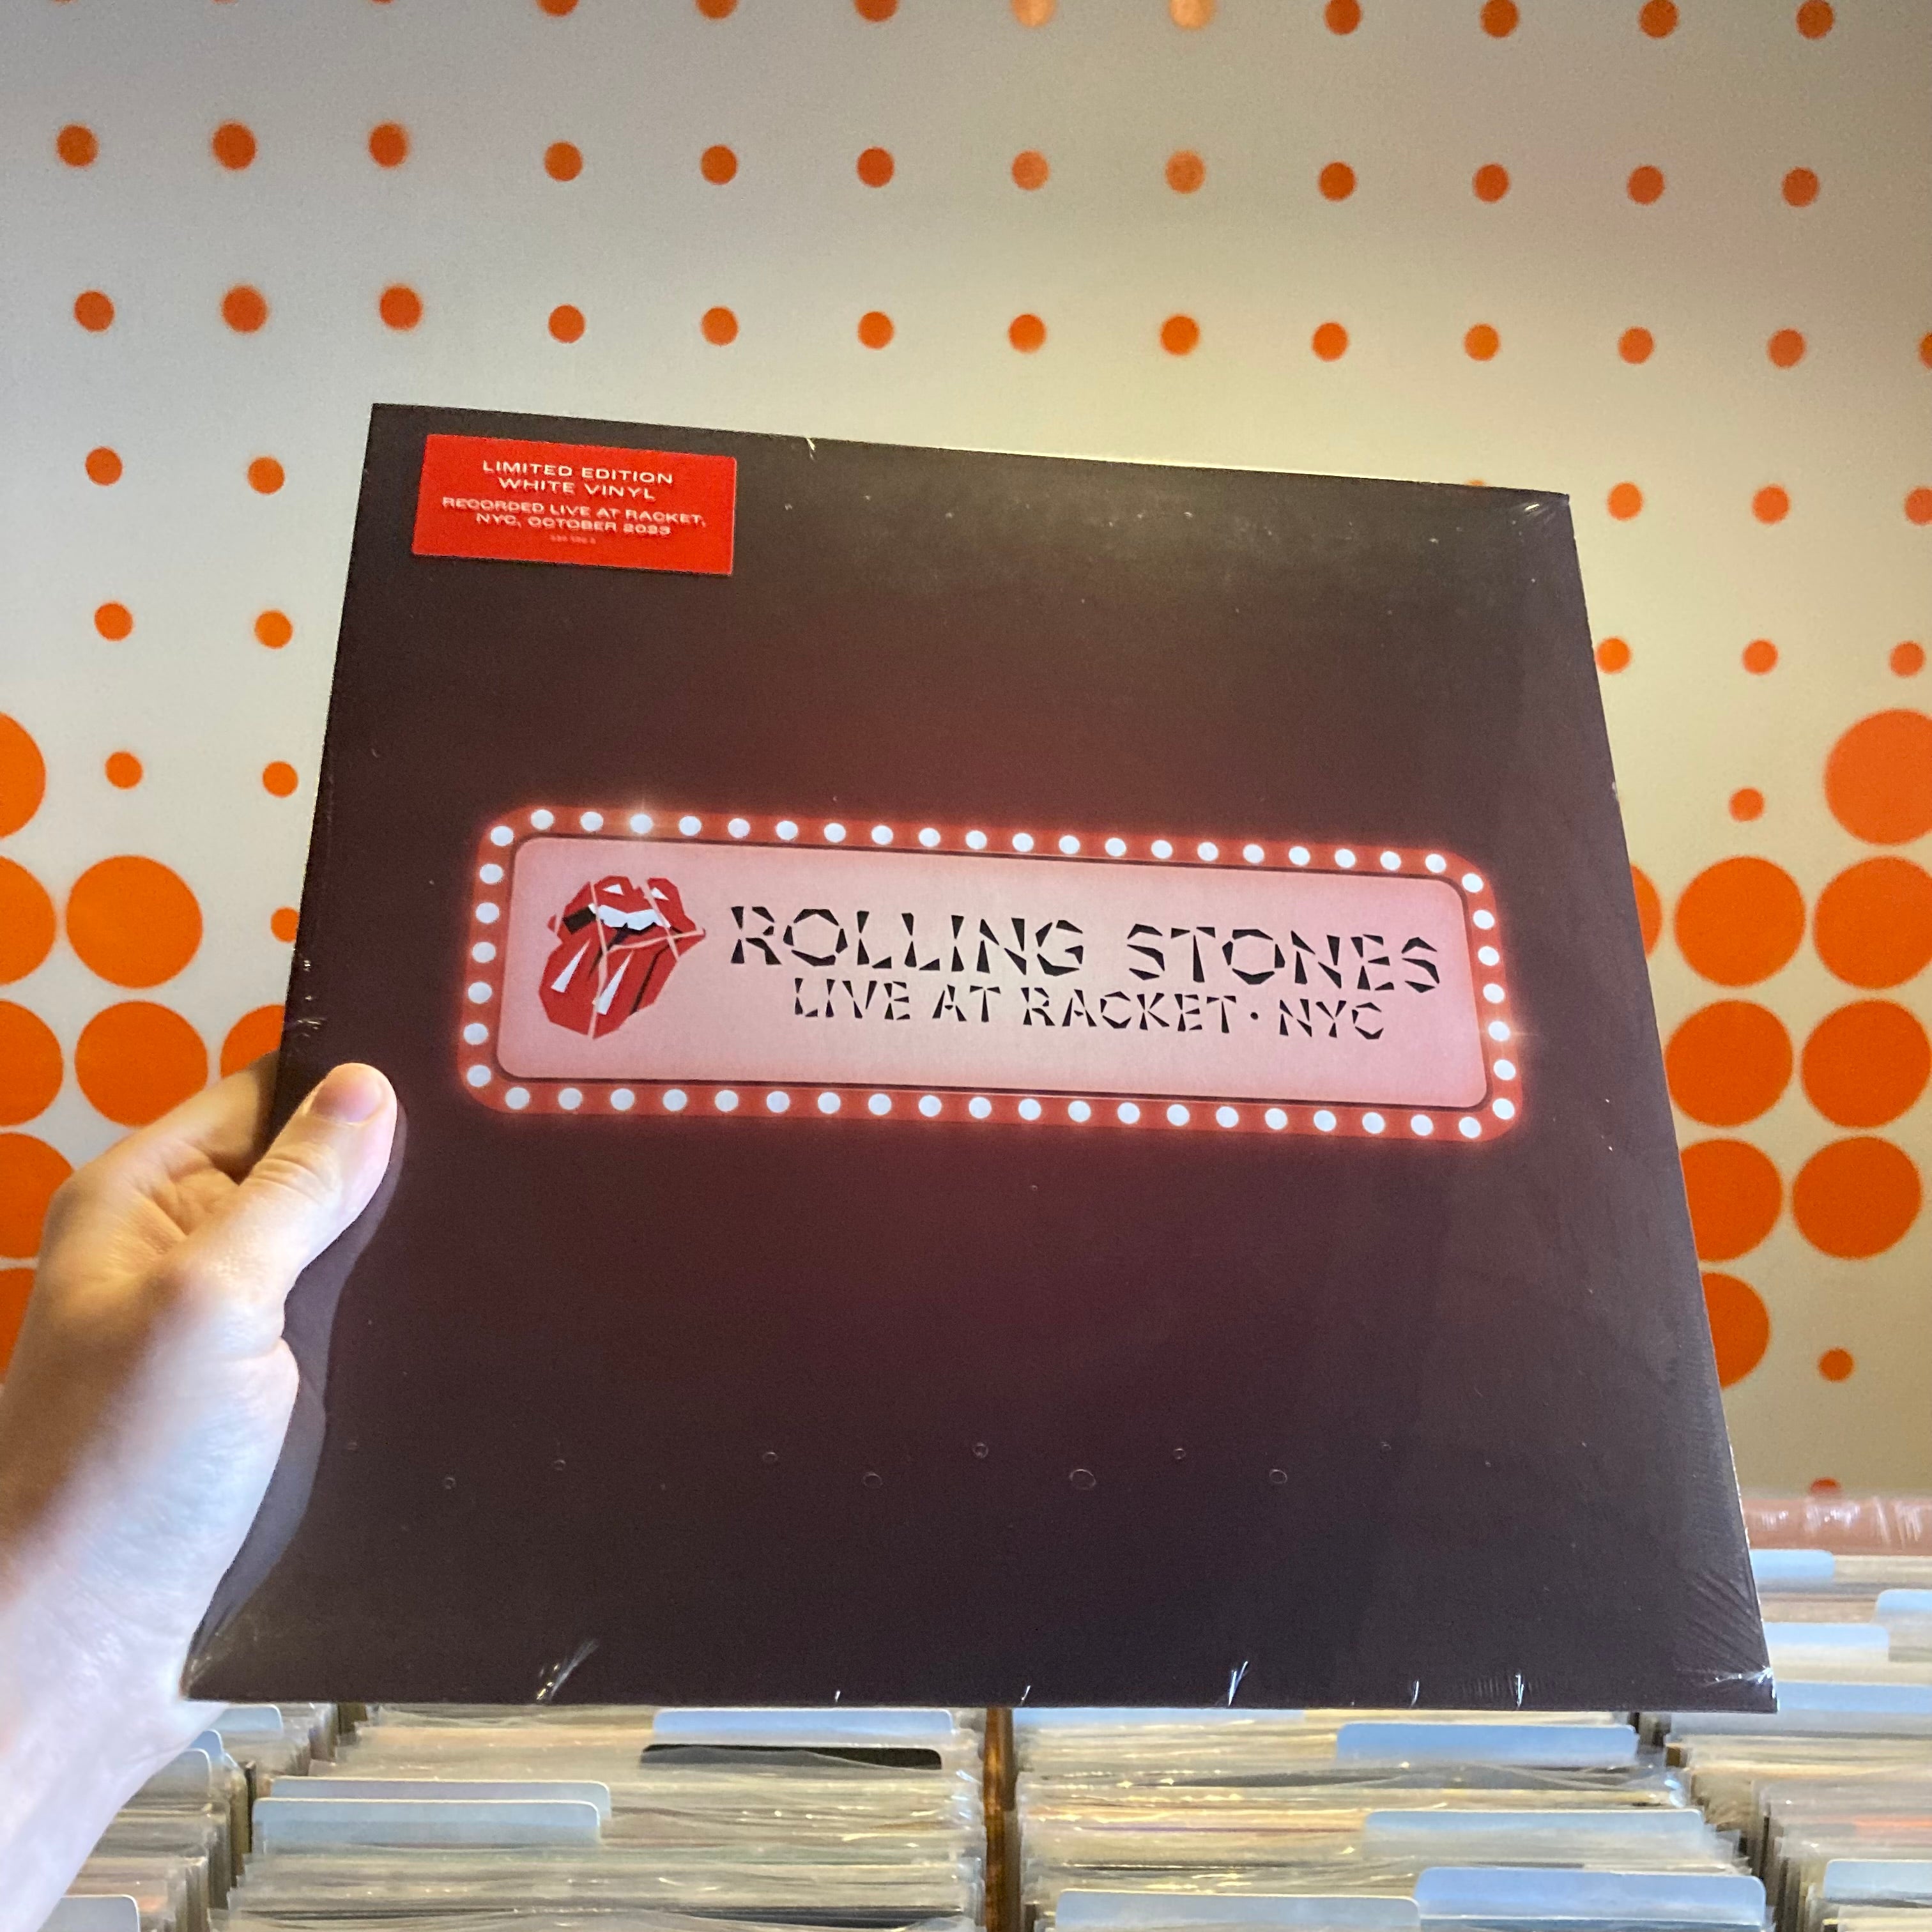 LIMITED EDITION
WHITE VINYL
RECORDED LIVE AT RACKET,
NYC, OCTOBER 2023
ROLLING STONES
LIVE AT RACKET · NYC